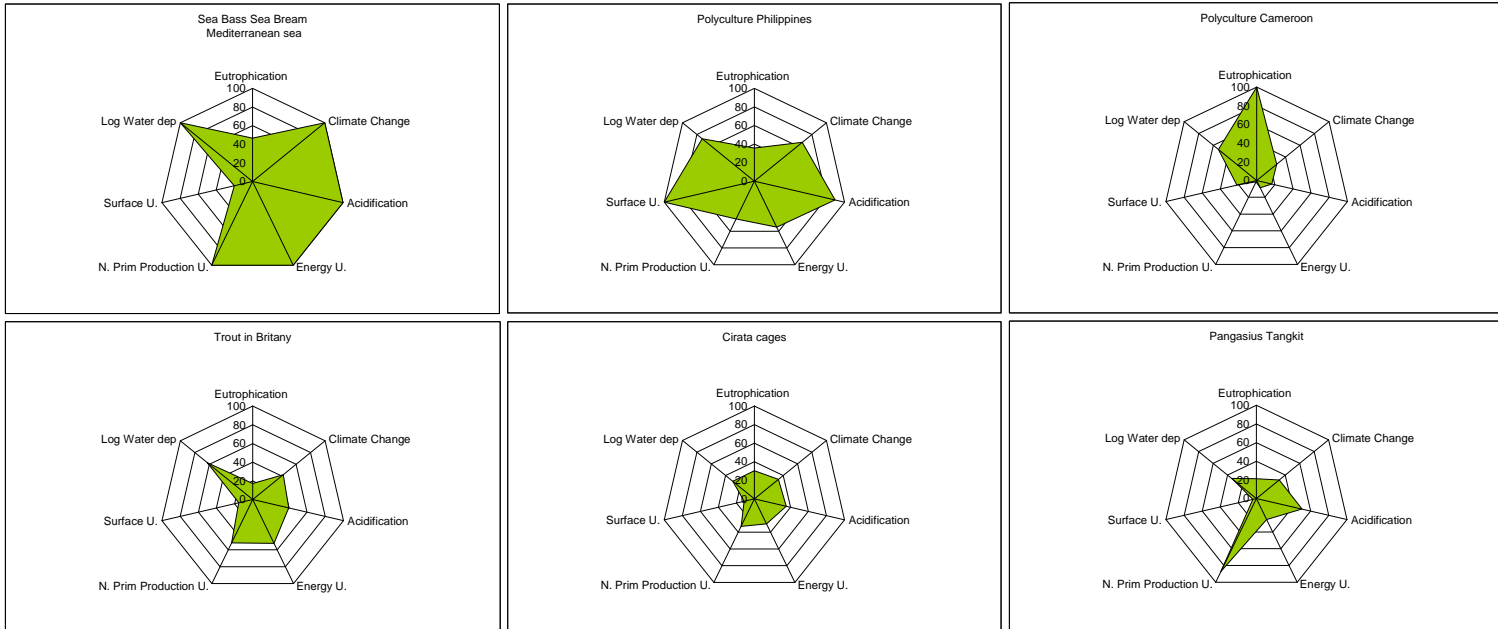 Sea Bass Sea Bream
Mediterranean sea
Eutrophication
100
80
60
40
20
0
Climate Change
Acidification
Energy U.
N. Prim Production U.
Surface U.
Log Water dep
Polyculture Philippines
Eutrophication
100
80
60
40
20
0
Climate Change
Acidification
Energy U.
N. Prim Production U.
Surface U.
Log Water dep
Polyculture Cameroon
Eutrophication
100
80
60
40
20
0
Climate Change
Acidification
Energy U.
N. Prim Production U.
Surface U.
Log Water dep
Trout in Britany
Eutrophication
100
80
60
40
20
0
Climate Change
Acidification
Energy U.
N. Prim Production U.
Surface U.
Log Water dep
Cirata cages
Eutrophication
100
80
60
40
20
0
Climate Change
Acidification
Energy U.
N. Prim Production U.
Surface U.
Log Water dep
Pangasius Tangkit
Eutrophication
100
80
60
40
20
0
Climate Change
Acidification
Energy U.
N. Prim Production U.
Surface U.
Log Water dep